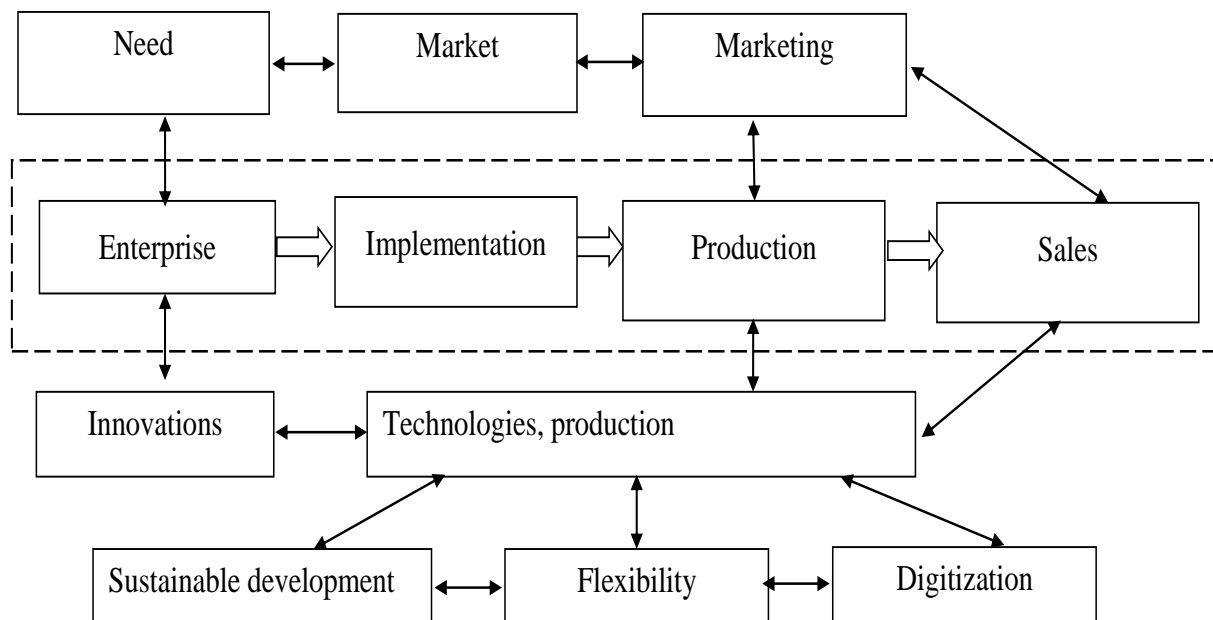 Need
Market
Marketing
Enterprise
Implementation
Production
Sales
Innovations
Technologies, production
Sustainable development
Flexibility
Digitization